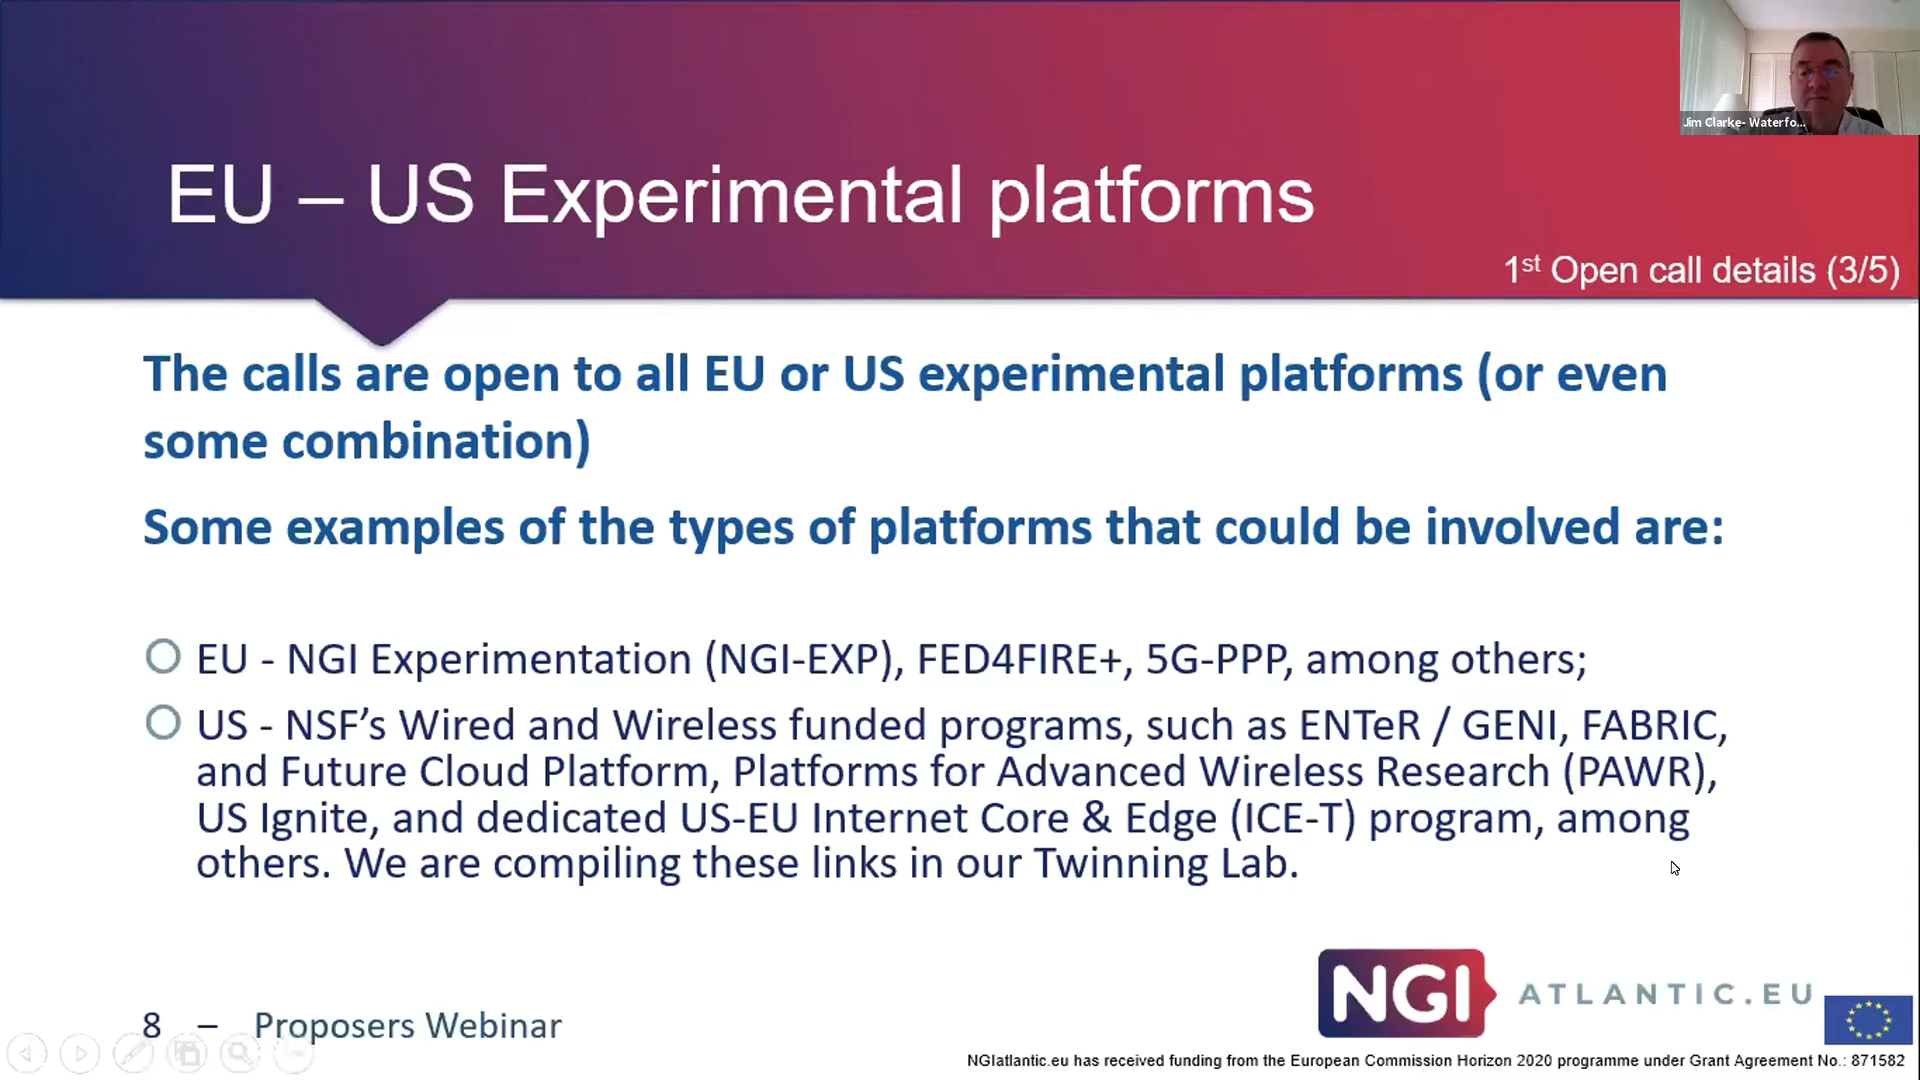 Jim Clarke- Waterfo...
EU – US Experimental platforms
1st Open call details (3/5)
The calls are open to all EU or US experimental platforms (or even
some combination)
Some examples of the types of platforms that could be involved are:
EU - NGI Experimentation (NGI-EXP), FED4FIRE+, 5G-PPP, among others;
US - NSF’s Wired and Wireless funded programs, such as ENTeR / GENI, FABRIC,
and Future Cloud Platform, Platforms for Advanced Wireless Research (PAWR),
US Ignite, and dedicated US-EU Internet Core & Edge (ICE-T) program, among
others. We are compiling these links in our Twinning Lab.
NGI ATLANTIC.EU
8 – Proposers Webinar
NGIatlantic.eu has received funding from the European Commission Horizon 2020 programme under Grant Agreement No.: 871582